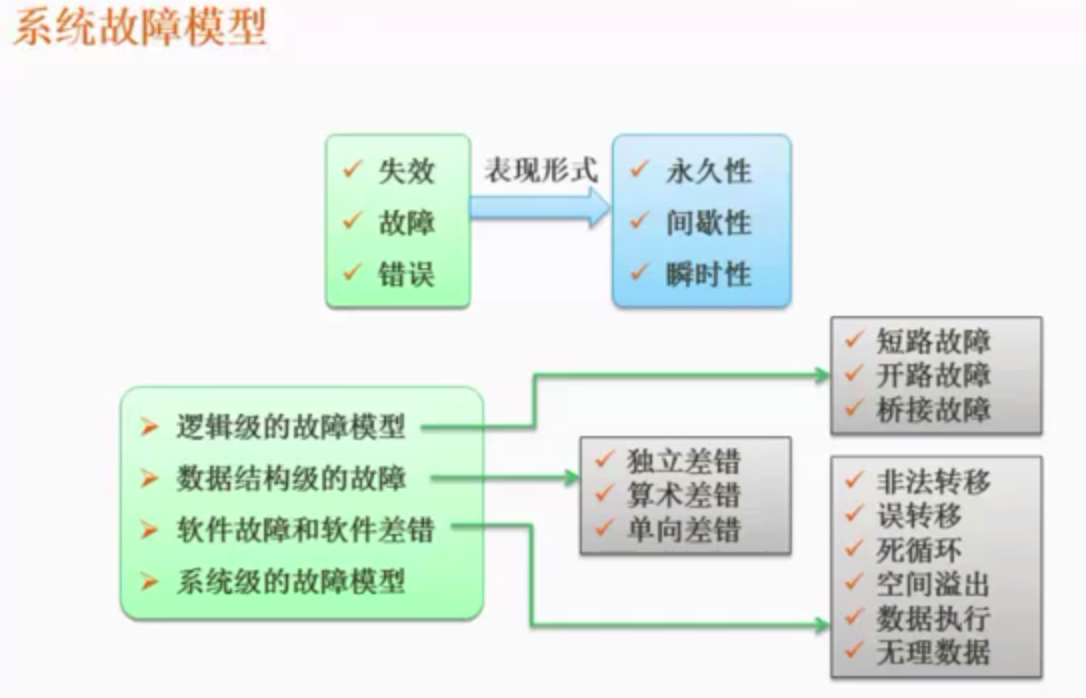 系统故障模型
失效
故障
错误
表现形式
永久性
间歇性
瞬时性
逻辑级的故障模型
数据结构级的故障
软件故障和软件差错
系统级的故障模型
短路故障
开路故障
桥接故障
独立差错
算术差错
单向差错
非法转移
误转移
死循环
空间溢出
数据执行
无理数据